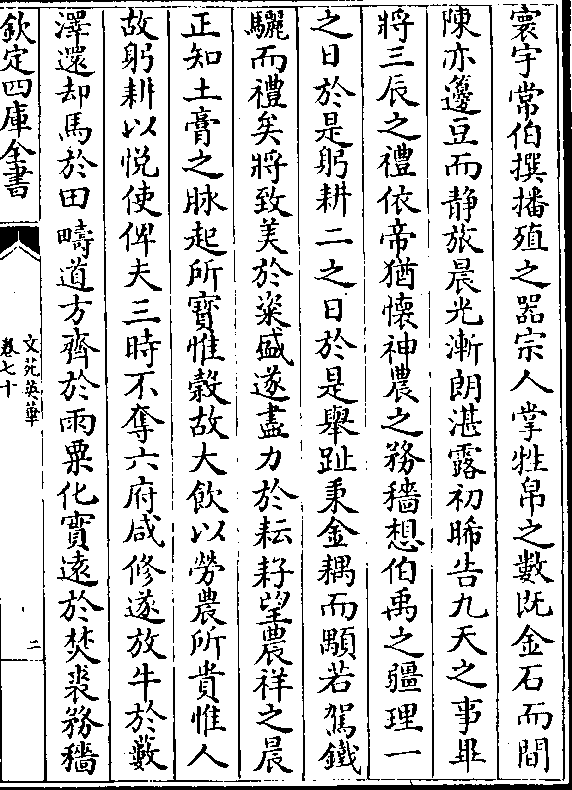 寰宇常伯撰播殖之器宗人掌牲帛之數既金石而間
陳亦籩豆而静旅晨光漸朗湛露初晞告九天之事畢
將三辰之禮依帝猶懷神農之務穡想伯禹之疆理一
之日於是躬耕二之日於是舉趾秉金耦而顒若駕鐵
驪而禮矣將致美於粢盛遂盡力於耘耔望農祥之晨
正知土膏之脉起所寳惟榖故大飲以勞農所貴惟人
故躬耕以悦使俾夫三時不奪六府咸修遂放牛於藪
澤還却馬於田疇道方齊於雨粟化實遠於焚裘務穡
欽定四庫全書
文苑英華
卷七十
二